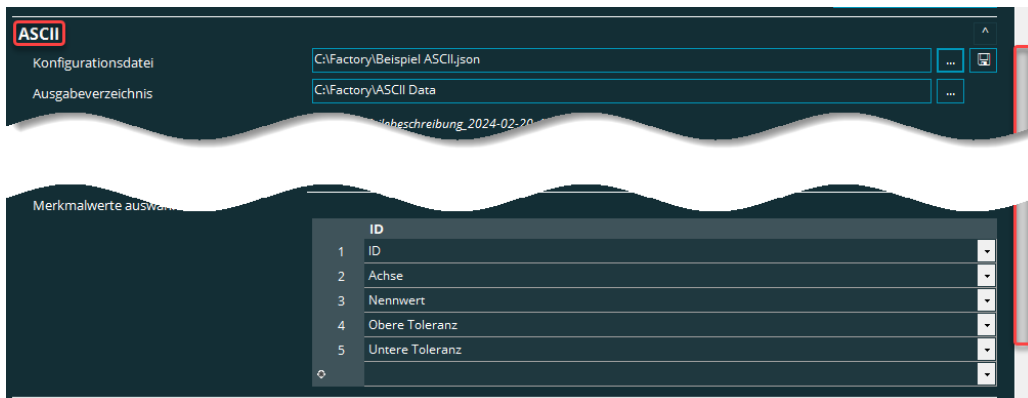 ASCII
Konfigurationsdatei C:\Factory\Beispiel ASCII.json ...
Ausgabeverzeichnis C:\Factory\ASCII Data ...
Merkmalwerte
ID
1 ID
2 Achse
3 Nennwert
4 Obere Toleranz
5 Untere Toleranz